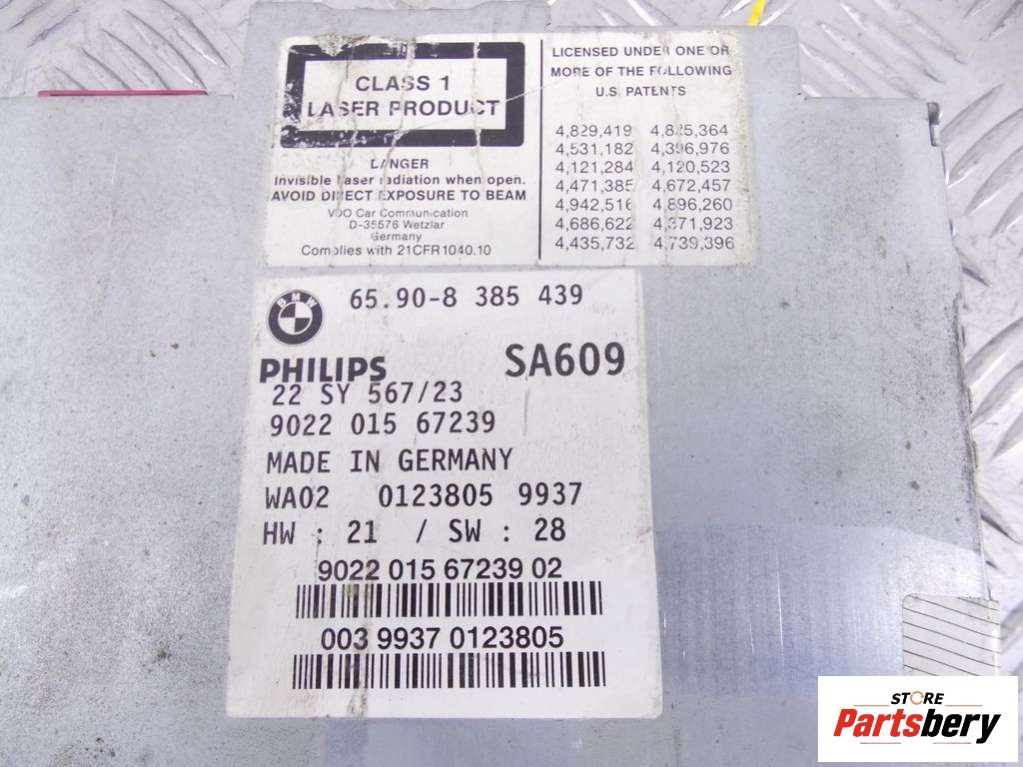 CLASS 1
LASER PRODUCT
DANGER
Invisible laser radiation when open.
AVOID DIRECT EXPOSURE TO BEAM
VDO Car Communication
D-35576 Wetzlar
Germany
Complies with 21CFR1040.10
LICENSED UNDER ONE OR
MORE OF THE FOLLOWING
U.S. PATENTS
4,829,419 4,825,364
4,531,182 4,396,976
4,121,284 4,120,523
4,471,385 4,672,457
4,942,516 4,896,260
4,686,622 4,371,923
4,435,732 4,739,396
BMW
65.90-8 385 439
PHILIPS SA609
22 SY 567/23
9022 015 67239
MADE IN GERMANY
WA02 0123805 9937
HW : 21 / SW : 28
9022 015 67239 02
003 9937 0123805
STORE
Partsbery